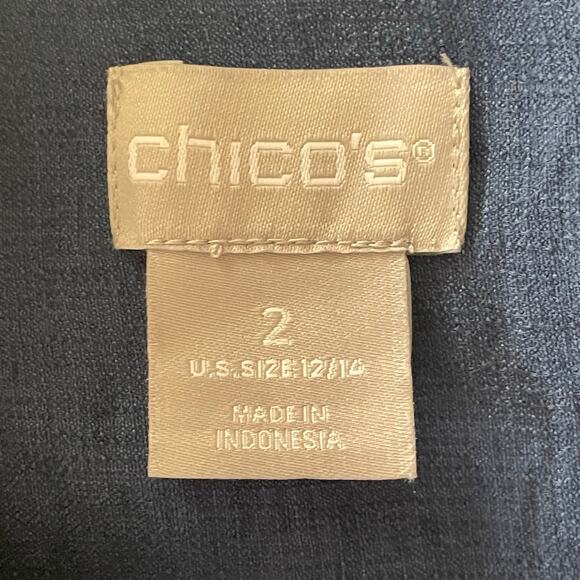 chico's®
2
U.S.SIZE 12/14
MADE IN
INDONESIA